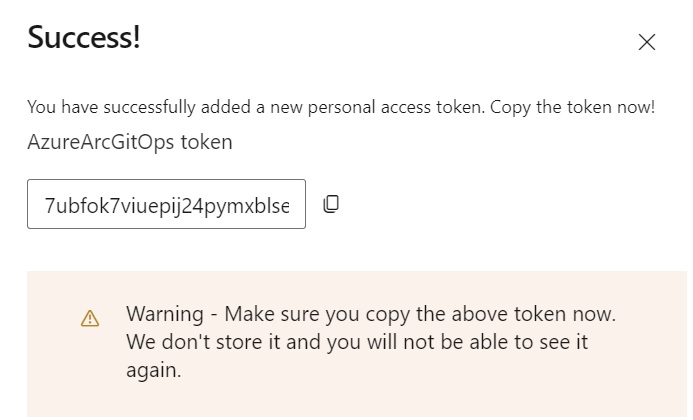 Success!
You have successfully added a new personal access token. Copy the token now!
AzureArcGitOps token
7ubfok7viuepij24pymxblse
Warning - Make sure you copy the above token now.
We don't store it and you will not be able to see it
again.